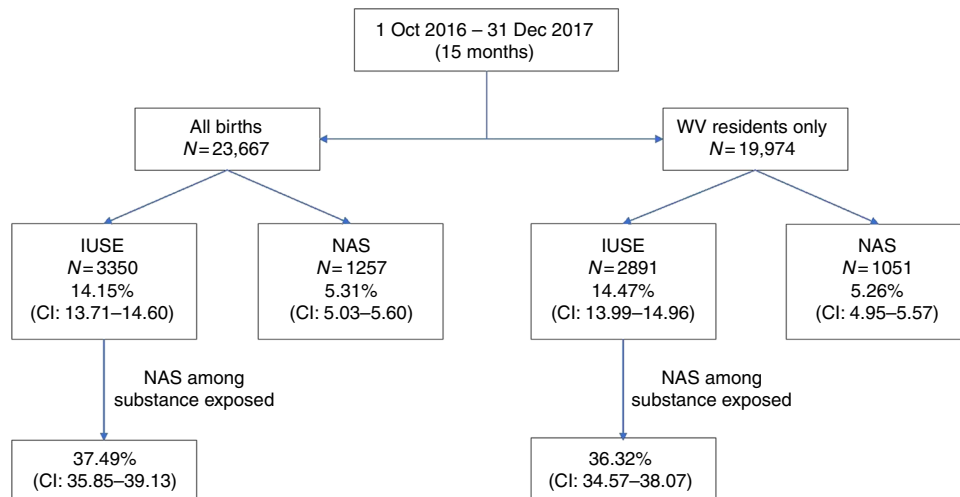 1 Oct 2016 – 31 Dec 2017
(15 months)
All births
N=23,667
WV residents only
N=19,974
IUSE
N=3350
14.15%
(CI: 13.71–14.60)
NAS
N=1257
5.31%
(CI: 5.03–5.60)
IUSE
N=2891
14.47%
(CI: 13.99–14.96)
NAS
N=1051
5.26%
(CI: 4.95–5.57)
NAS among
substance exposed
NAS among
substance exposed
37.49%
(CI: 35.85–39.13)
36.32%
(CI: 34.57–38.07)